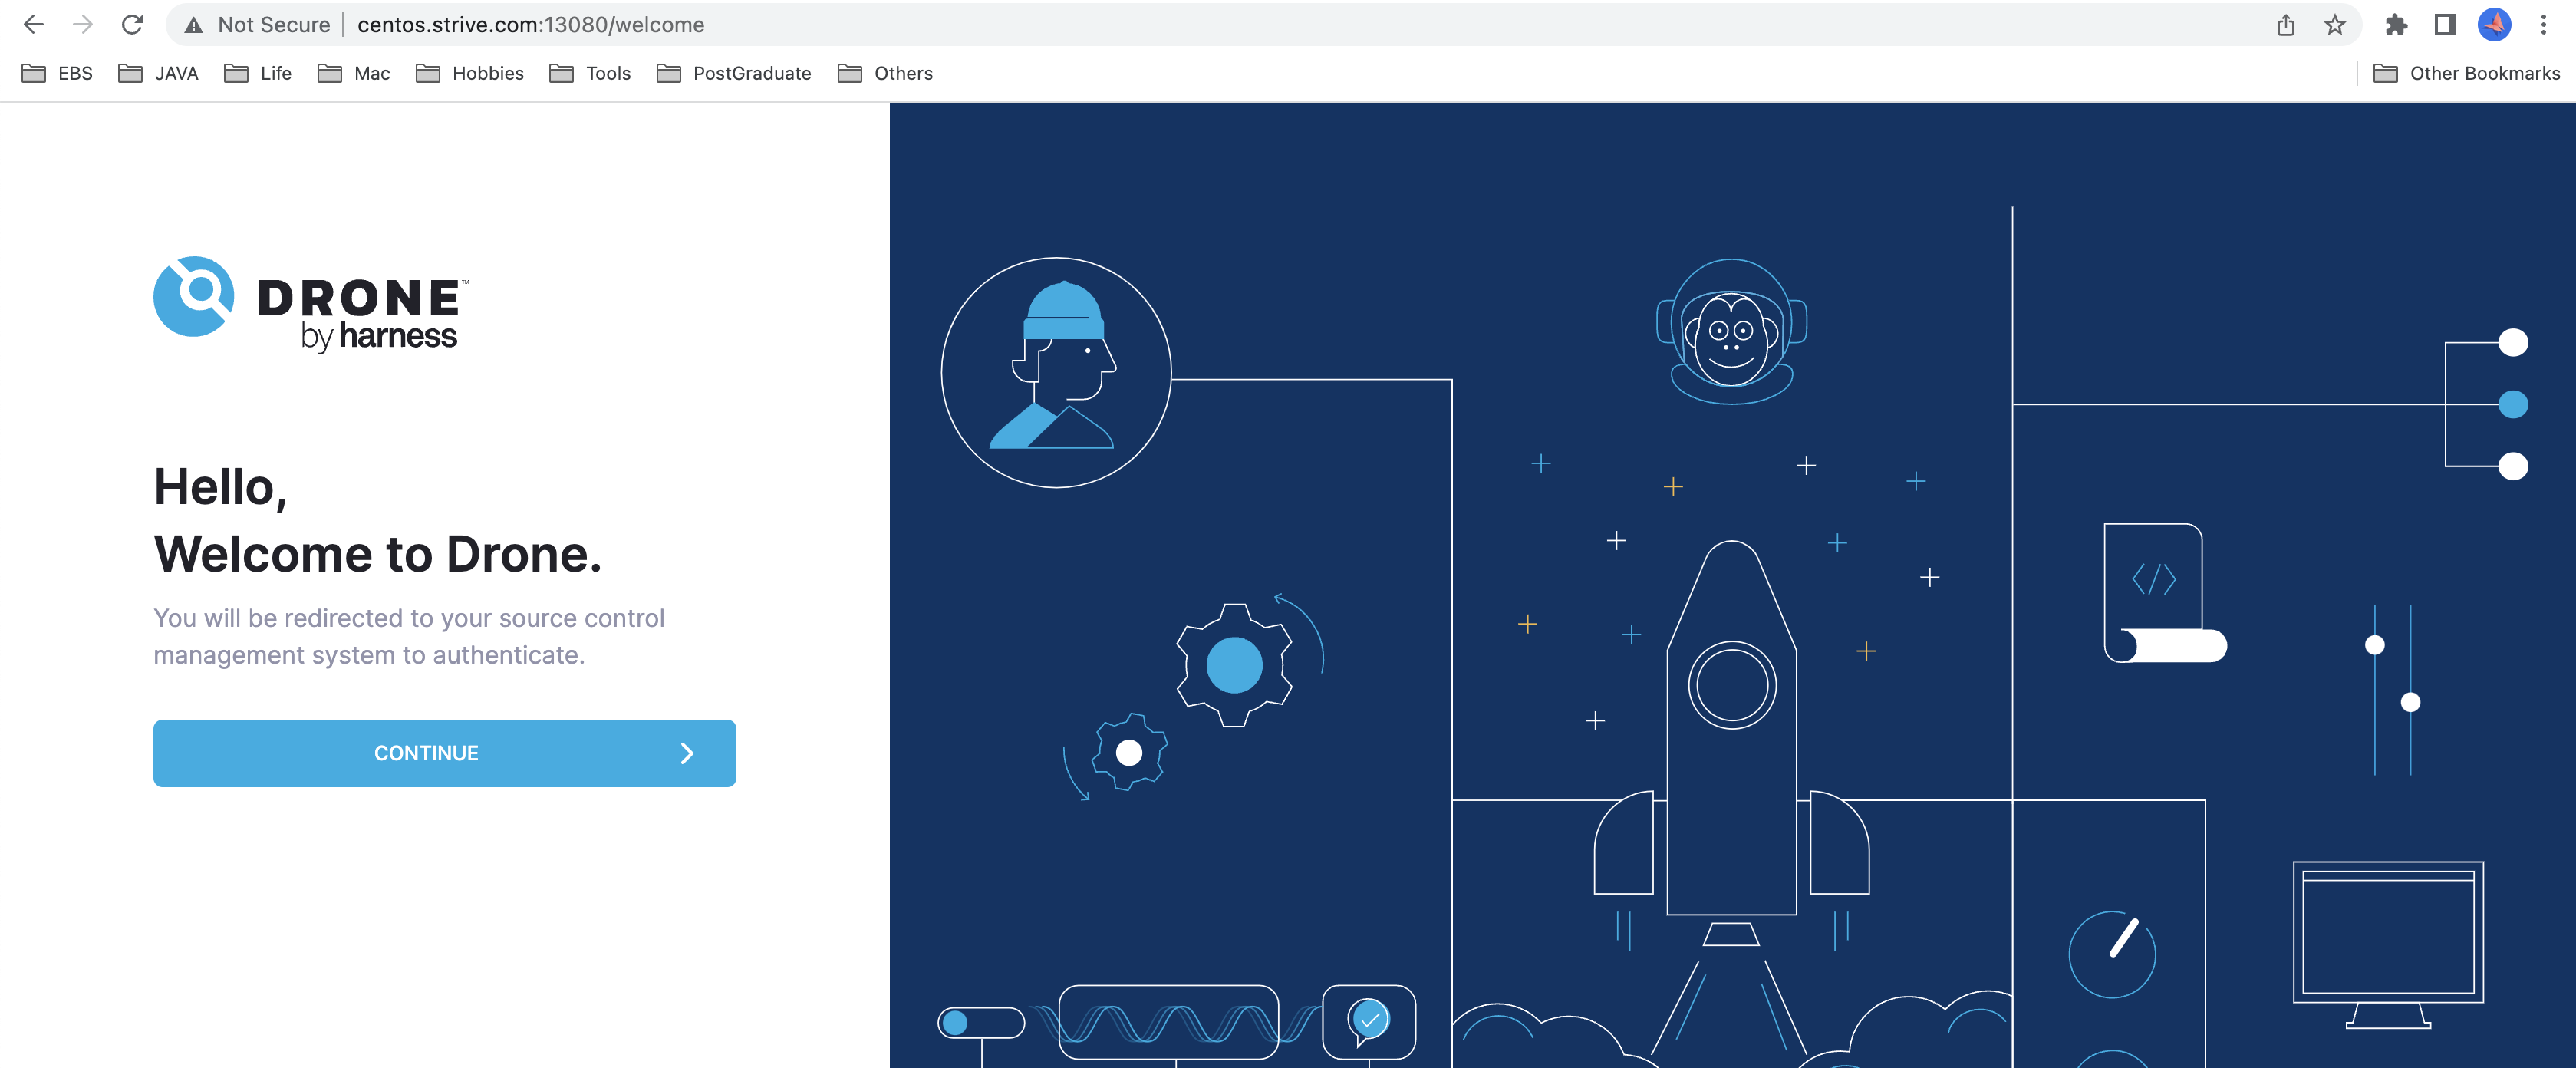 Not Secure centos.strive.com:13080/welcome
EBS JAVA Life Mac Hobbies Tools PostGraduate Others Other Bookmarks
DRONE™
by harness
Hello,
Welcome to Drone.
You will be redirected to your source control
management system to authenticate.
CONTINUE
</>